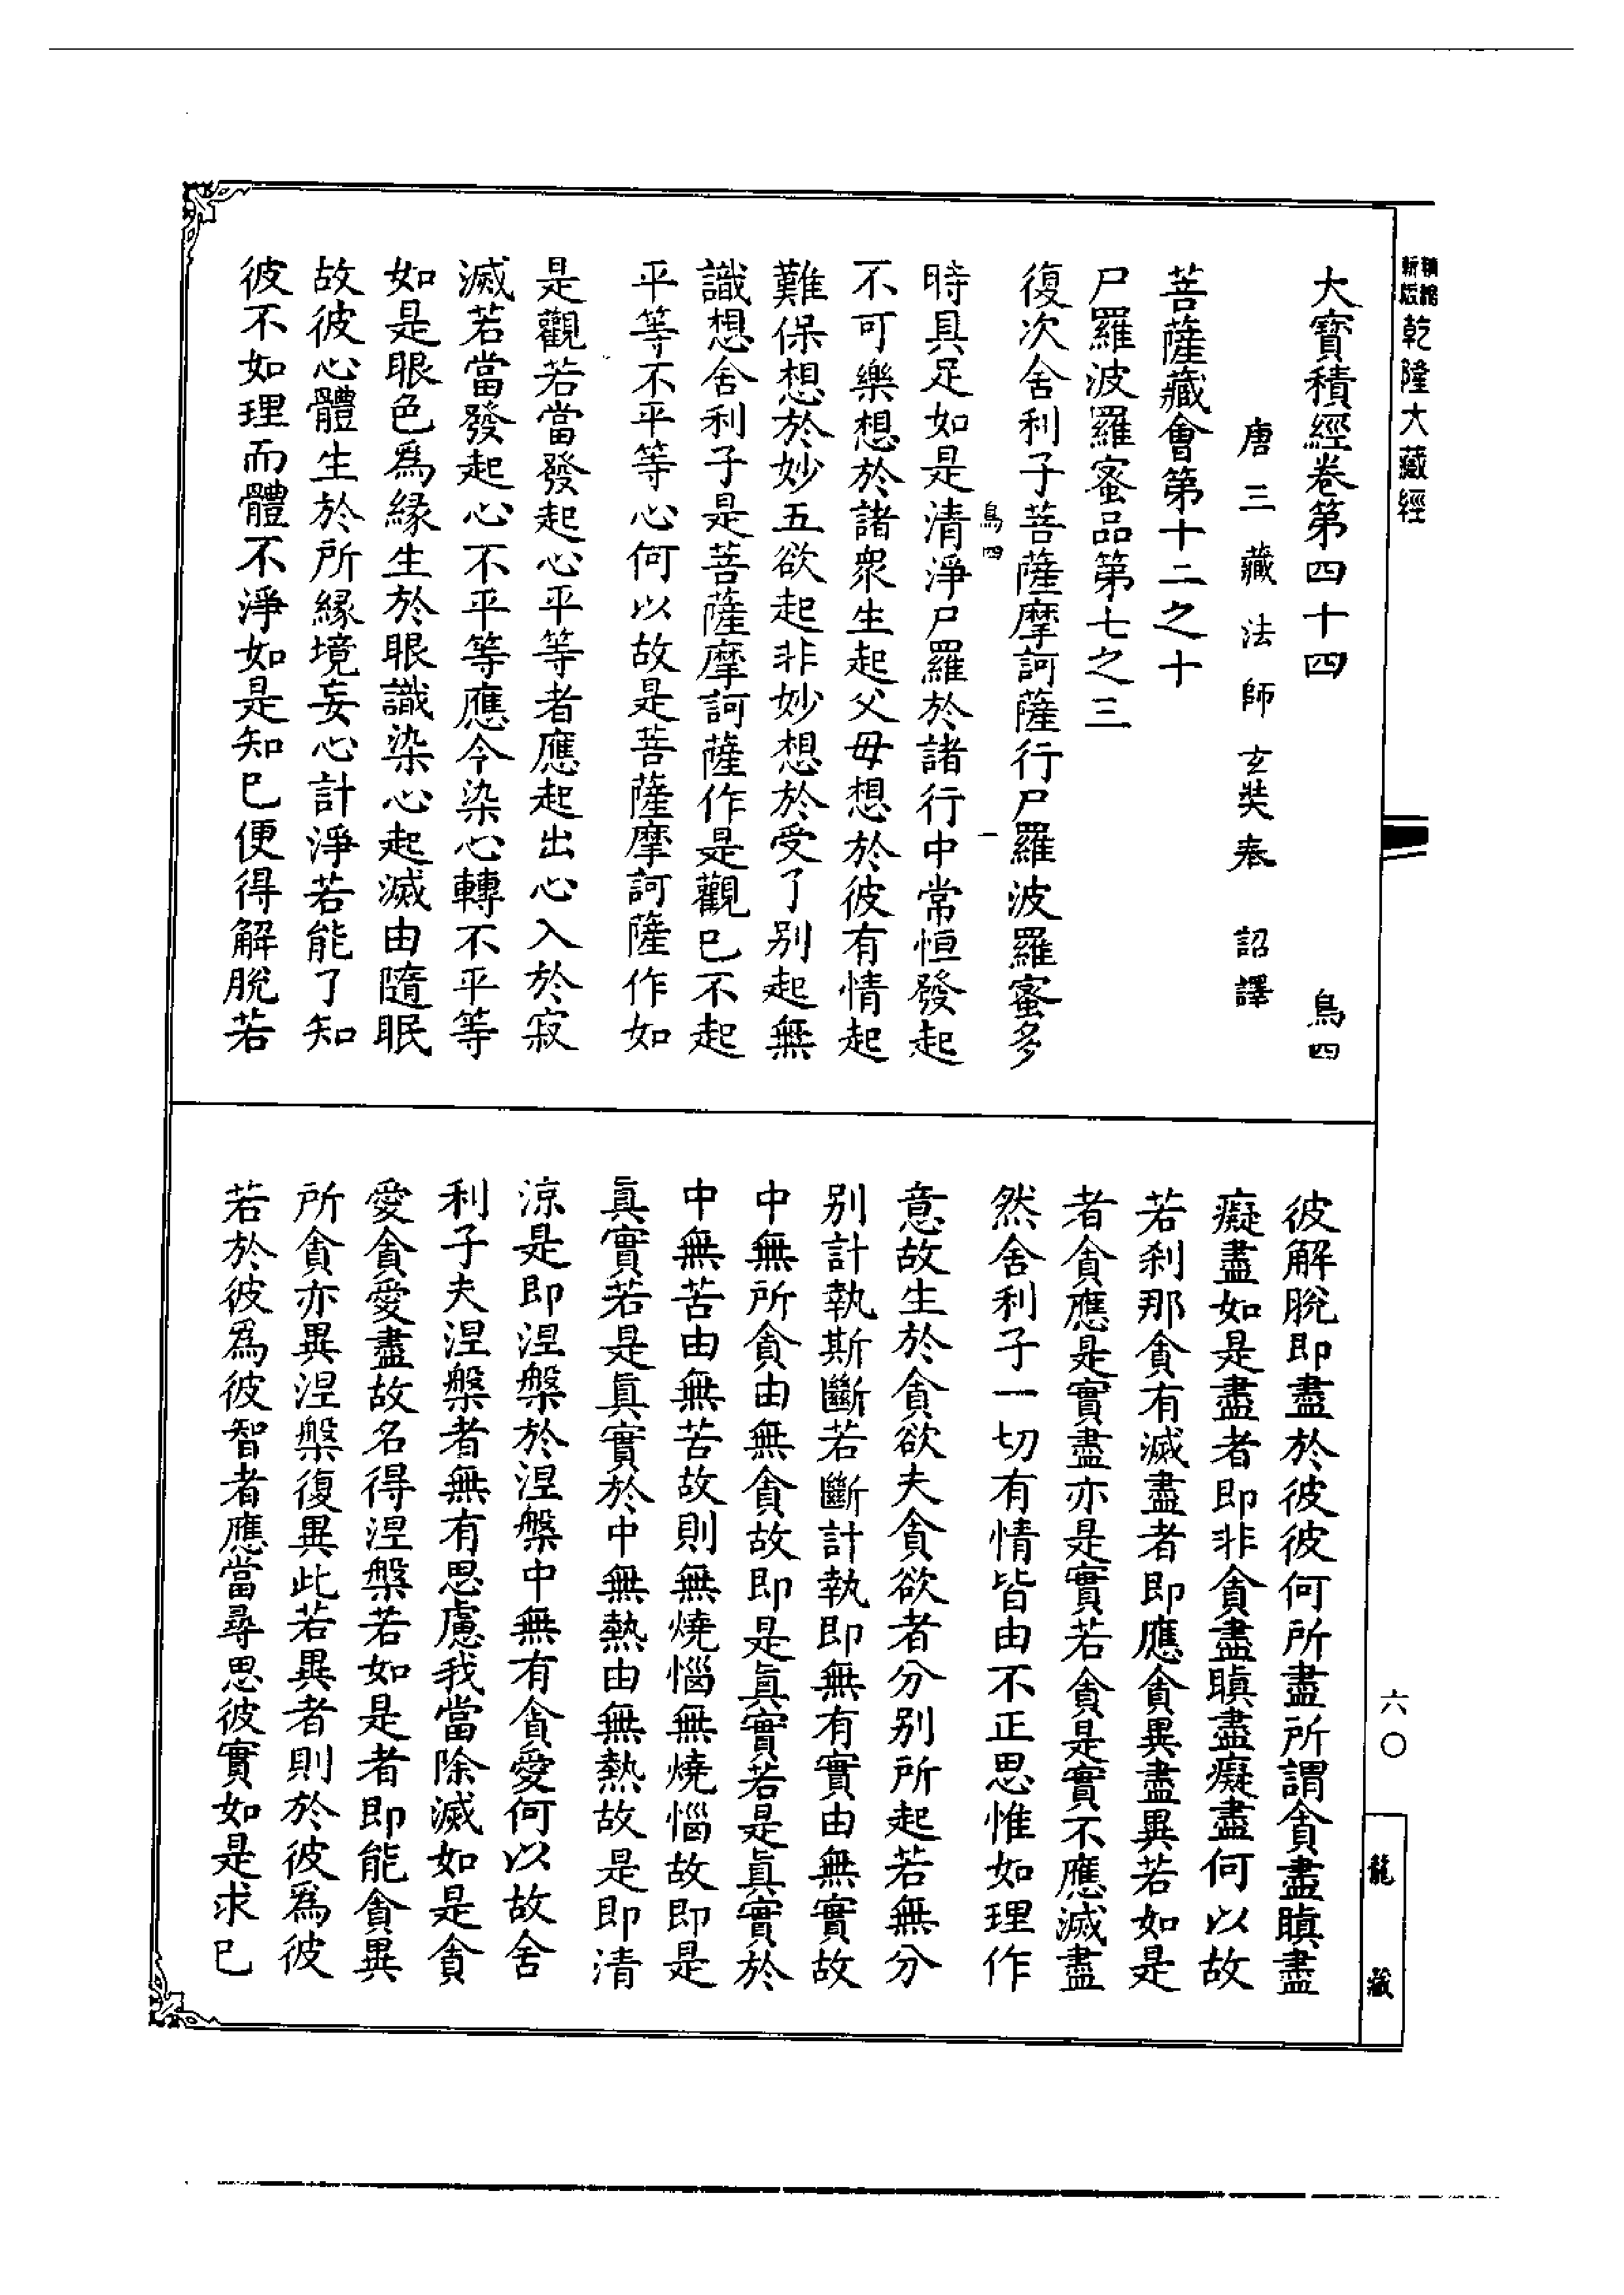 精縮新版乾隆大藏經
大寶積經卷第四十四 鳥四
唐三藏法師玄奘奉 詔譯
菩薩藏會第十二之十
尸羅波羅蜜品第七之三
復次舍利子菩薩摩訶薩行尸羅波羅蜜多
鳥四 一
時具足如是清淨尸羅於諸行中常恒發起
不可樂想於諸眾生起父母想於彼有情起
難保想於妙五欲起非妙想於受了別起無
識想舍利子是菩薩摩訶薩作是觀已不起
平等不平等心何以故是菩薩摩訶薩作如
是觀若當發起心平等者應起出心入於寂
滅若當發起心不平等應今染心轉不平等
如是眼色爲緣生於眼識染心起滅由隨眠
故彼心體生於所緣境妄心計淨若能了知
彼不如理而體不淨如是知已便得解脫若
彼解脫即盡於彼彼何所盡所謂貪盡瞋盡
癡盡如是盡者即非貪盡瞋盡癡盡何以故
若剎那貪有滅盡者即應貪異盡異若如是
者貪應是實盡亦是實若貪是實不應滅盡
然舍利子一切有情皆由不正思惟如理作
意故生於貪欲夫貪欲者分別所起若無分
別計執斯斷若斷計執即無有實由無實故
中無所貪由無貪故即是眞實若是眞實於
中無苦由無苦故則無燒惱無燒惱故即是
眞實若是眞實於中無熱由無熱故是即清
涼是即涅槃於涅槃中無有貪愛何以故舍
利子夫涅槃者無有思慮我當除滅如是貪
愛貪愛盡故名得涅槃若如是者即能貪異
所貪亦異涅槃復異此若異者則於彼爲彼
若於彼爲彼智者應當尋思彼實如是求已
六〇
龍藏